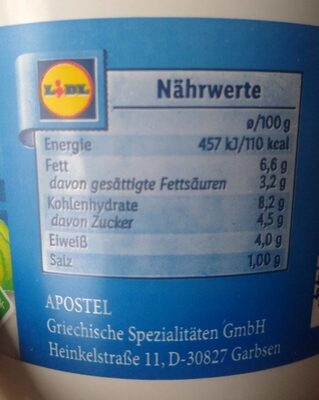 LIDL
Nährwerte
ø/100 g
Energie 457 kJ/110 kcal
Fett 6,6 g
davon gesättigte Fettsäuren 3,2 g
Kohlenhydrate 8,2 g
davon Zucker 4,5 g
Eiweiß 4,0 g
Salz 1,00 g
APOSTEL
Griechische Spezialitäten GmbH
Heinkelstraße 11, D-30827 Garbsen